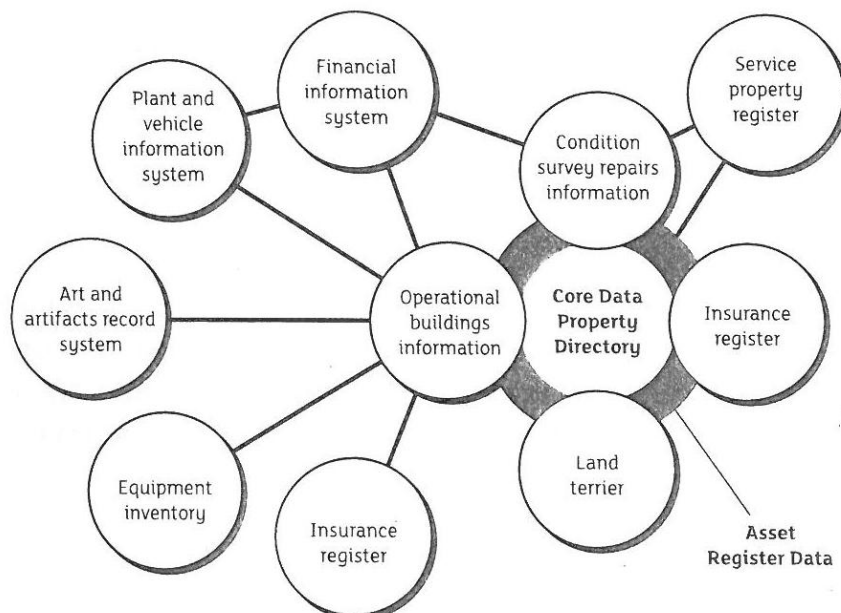 Financial
information
system
Service
property
register
Plant and
vehicle
information
system
Condition
survey repairs
information
Art and
artifacts record
system
Operational
buildings
information
Core Data
Property
Directory
Insurance
register
Equipment
inventory
Insurance
register
Land
terrier
Asset
Register Data